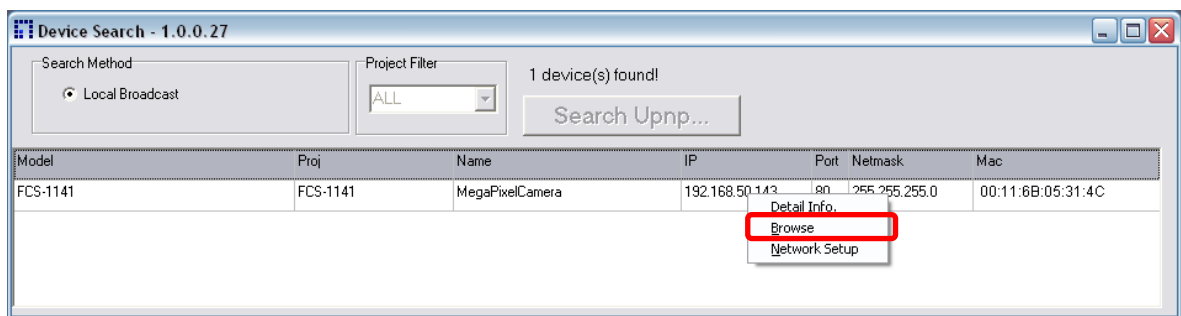 Device Search - 1.0.0.27
Search Method
Project Filter
1 device(s) found!
Local Broadcast
ALL
Search Upnp...
Model Proj Name IP Port Netmask Mac
FCS-1141 FCS-1141 MegaPixelCamera 192.168.50.143 80 255.255.255.0 00:11:6B:05:31:4C
Detail Info.
Browse
Network Setup